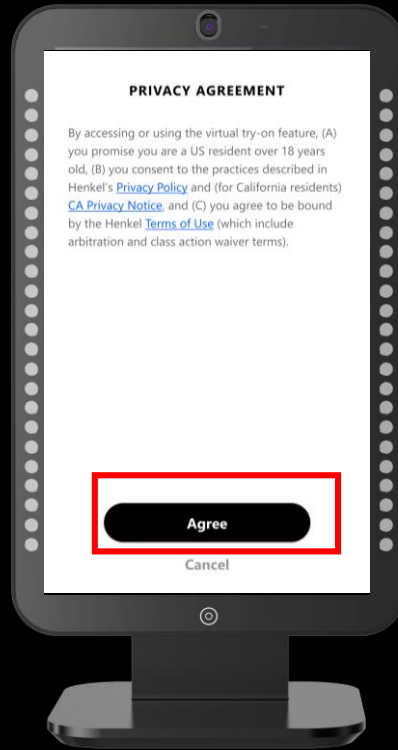 PRIVACY AGREEMENT
By accessing or using the virtual try-on feature, (A)
you promise you are a US resident over 18 years
old, (B) you consent to the practices described in
Henkel's Privacy Policy and (for California residents)
CA Privacy Notice, and (C) you agree to be bound
by the Henkel Terms of Use (which include
arbitration and class action waiver terms).
Agree
Cancel